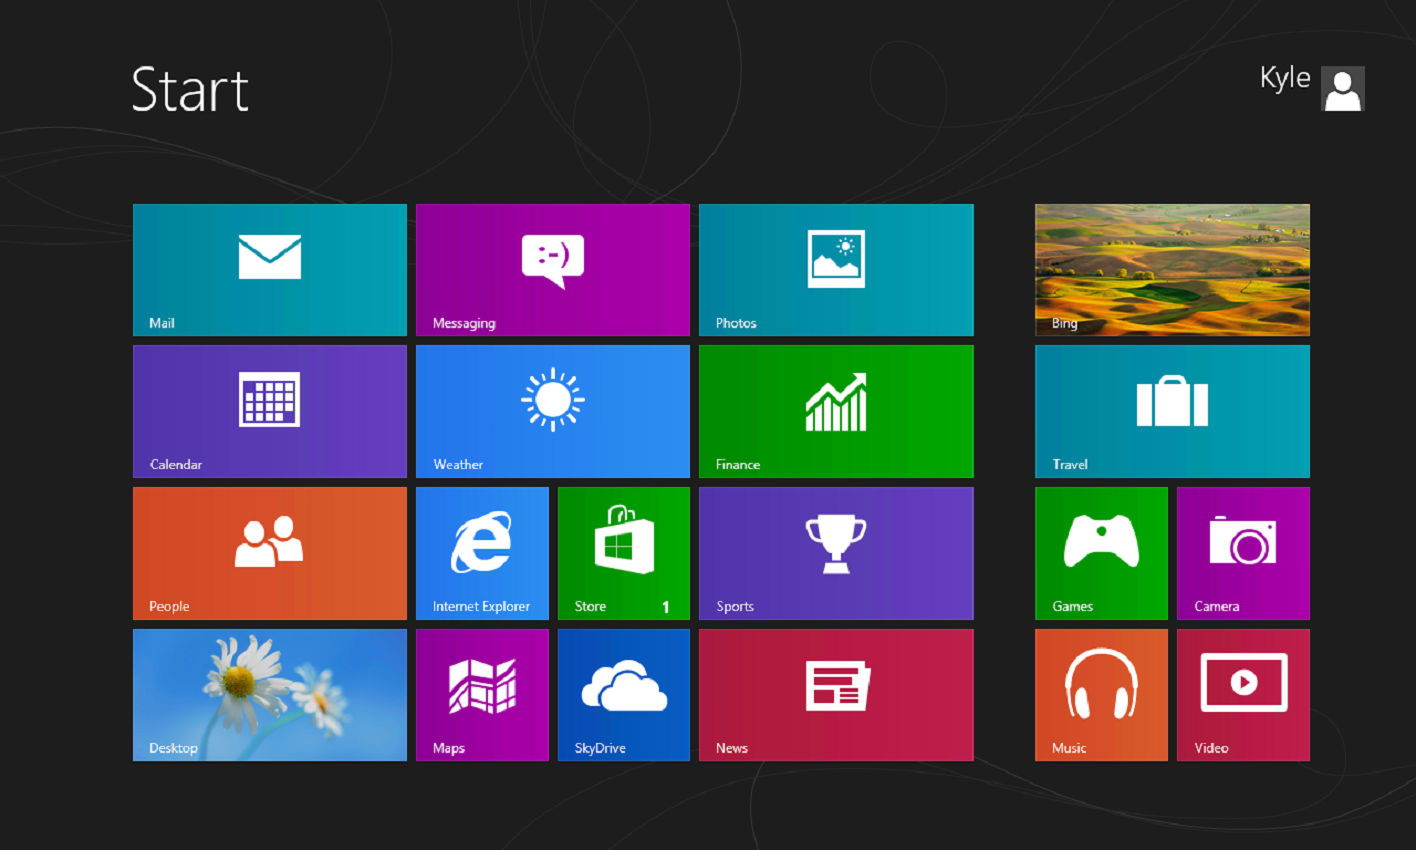 Start
Kyle
Mail
Messaging
:-)
Photos
Bing
Calendar
Weather
Finance
Travel
People
Internet Explorer
Store 1
Sports
Games
Camera
Desktop
Maps
SkyDrive
News
Music
Video